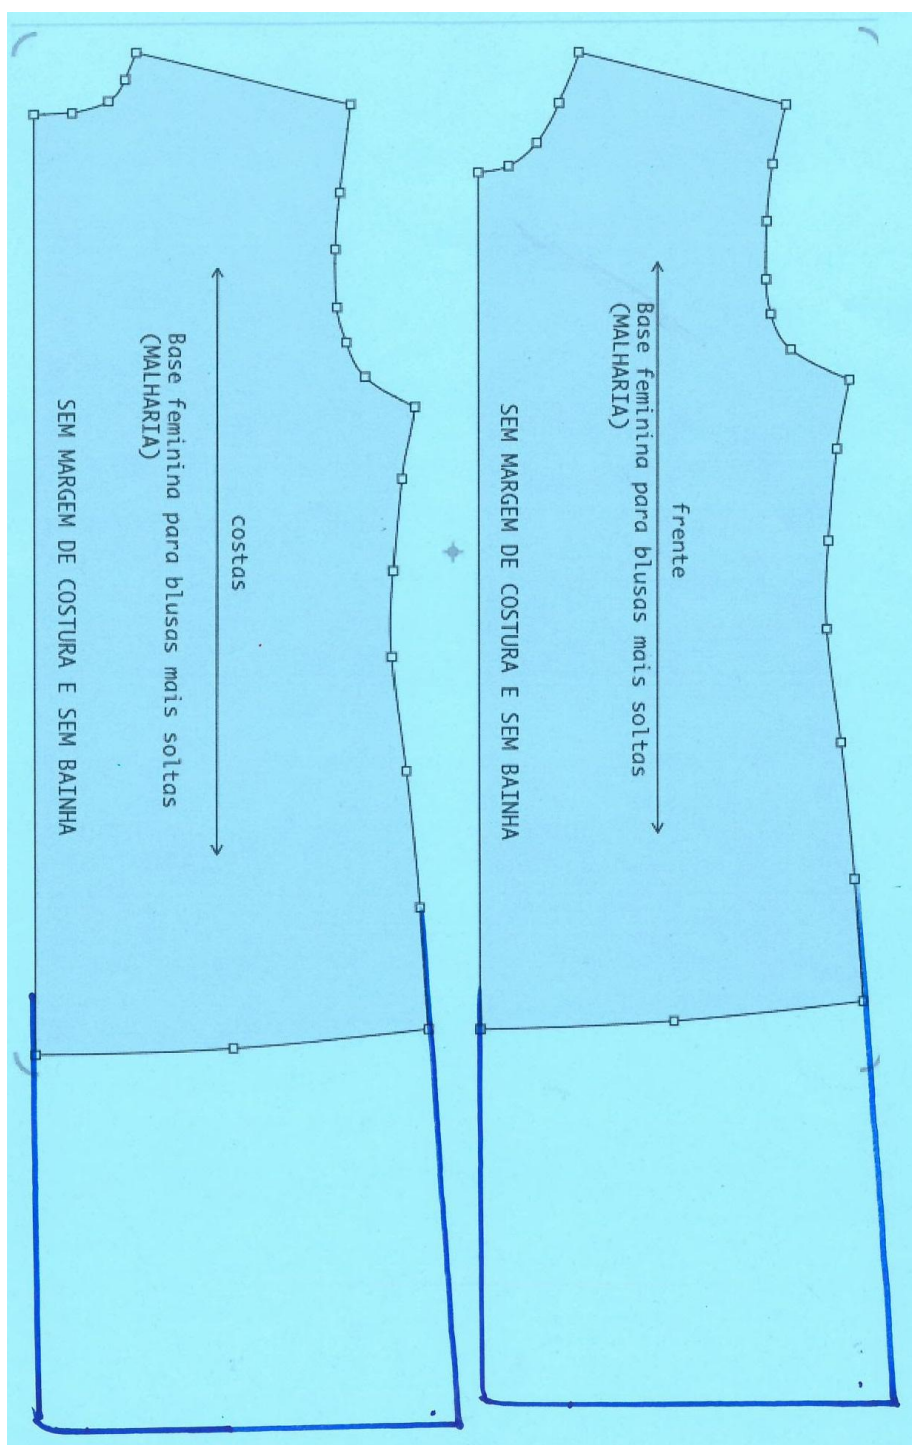 costas
Base feminina para blusas mais soltas
(MALHARIA)
SEM MARGEM DE COSTURA E SEM BAINHA
frente
Base feminina para blusas mais soltas
(MALHARIA)
SEM MARGEM DE COSTURA E SEM BAINHA